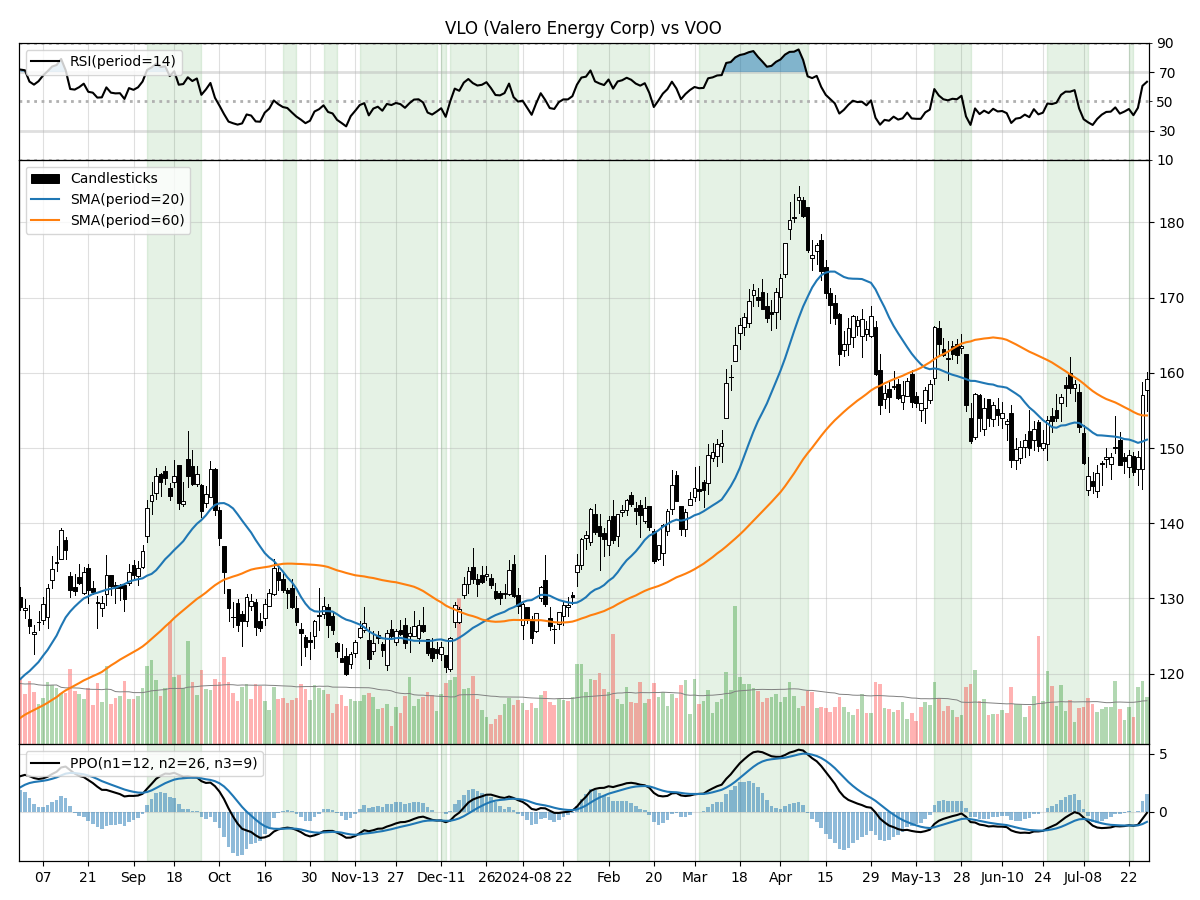 VLO (Valero Energy Corp) vs VOO
RSI(period=14)
90
70
50
30
10
Candlesticks
SMA(period=20)
SMA(period=60)
180
170
160
150
140
130
120
PPO(n1=12, n2=26, n3=9)
5
0
07 21 Sep 18 Oct 16 30 Nov-13 27 Dec-11 26 2024-08 22 Feb 20 Mar 18 Apr 15 29 May-13 28 Jun-10 24 Jul-08 22